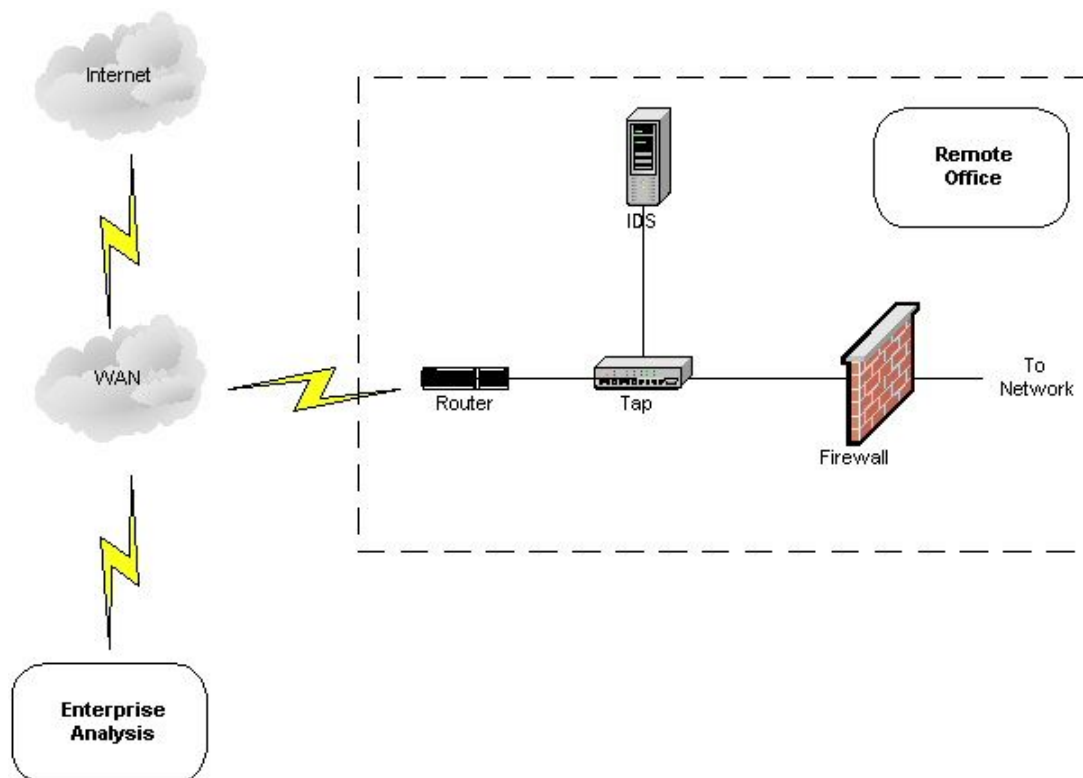 Internet
Remote
Office
IDS
WAN
Router
Tap
To
Network
Firewall
Enterprise
Analysis